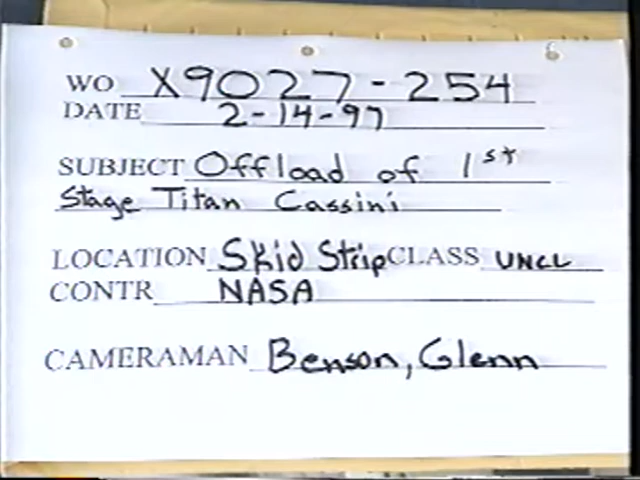 WO X9027-254
DATE 2-14-97
SUBJECT Offload of 1st
Stage Titan Cassini
LOCATION Skid Strip CLASS UNCL
CONTR NASA
CAMERAMAN Benson, Glenn